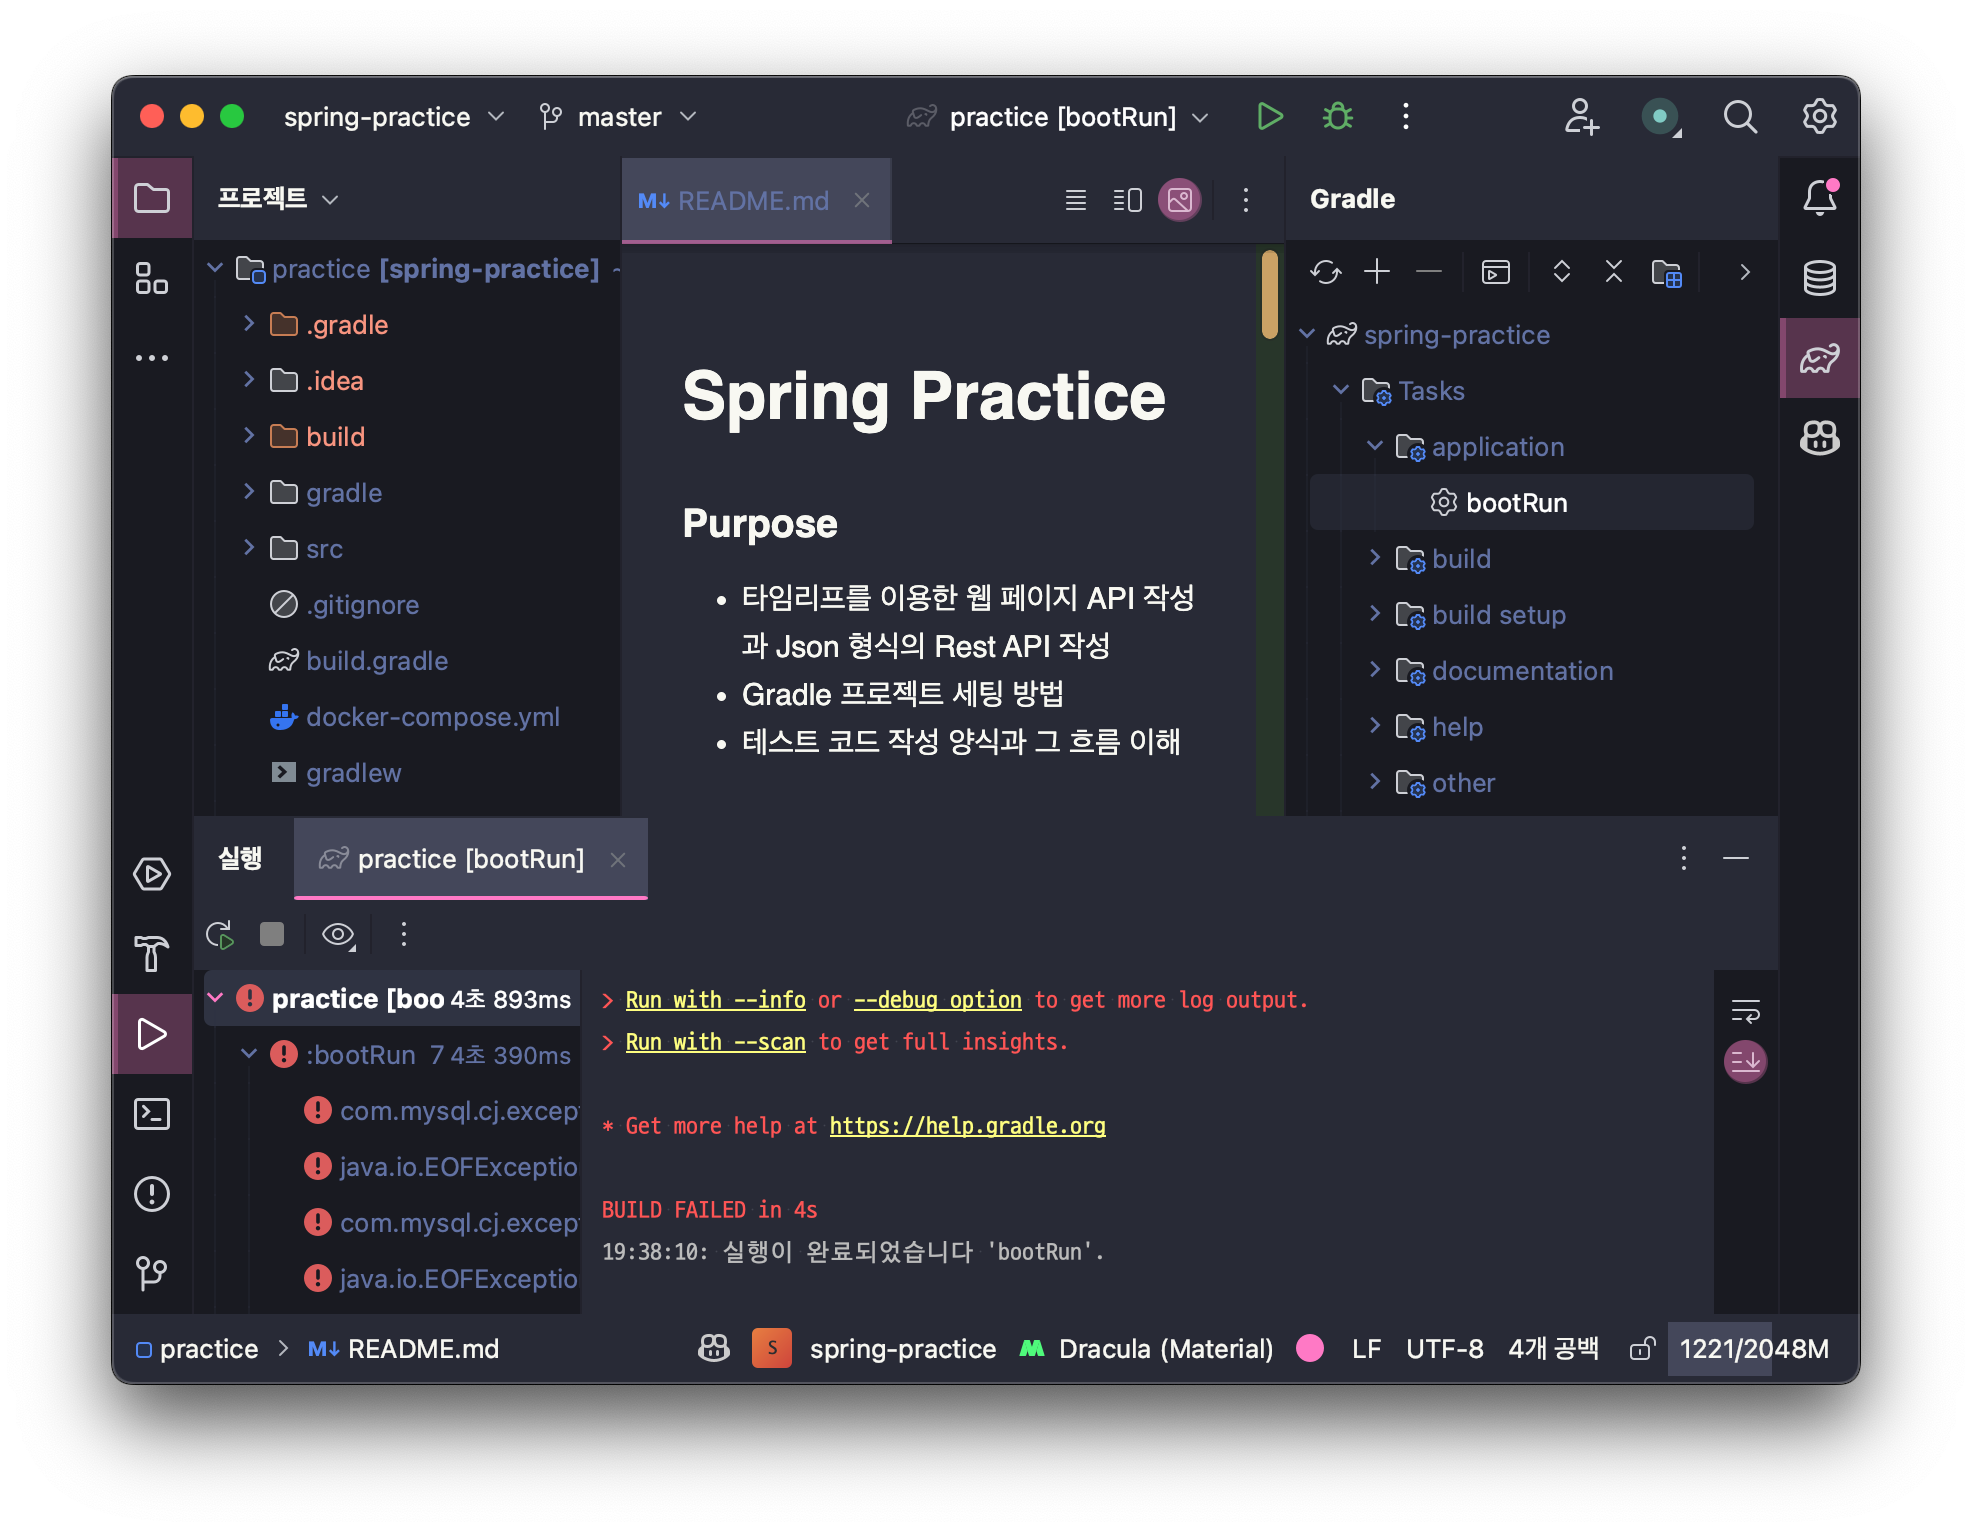 spring-practice
master
practice [bootRun]
프로젝트
practice [spring-practice]
.gradle
.idea
build
gradle
src
.gitignore
build.gradle
docker-compose.yml
gradlew
M↓ README.md
Spring Practice
Purpose
• 타임리프를 이용한 웹 페이지 API 작성
과 Json 형식의 Rest API 작성
• Gradle 프로젝트 세팅 방법
• 테스트 코드 작성 양식과 그 흐름 이해
Gradle
spring-practice
Tasks
application
bootRun
build
build setup
documentation
help
other
실행
practice [bootRun]
practice [boo 4초 893ms
:bootRun 7 4초 390ms
com.mysql.cj.excep
java.io.EOFExceptio
com.mysql.cj.excep
java.io.EOFExceptio
> Run with --info or --debug option to get more log output.
> Run with --scan to get full insights.
* Get more help at https://help.gradle.org
BUILD FAILED in 4s
19:38:10: 실행이 완료되었습니다 'bootRun'.
practice > M↓ README.md
S spring-practice Dracula (Material) LF UTF-8 4개 공백 1221/2048M